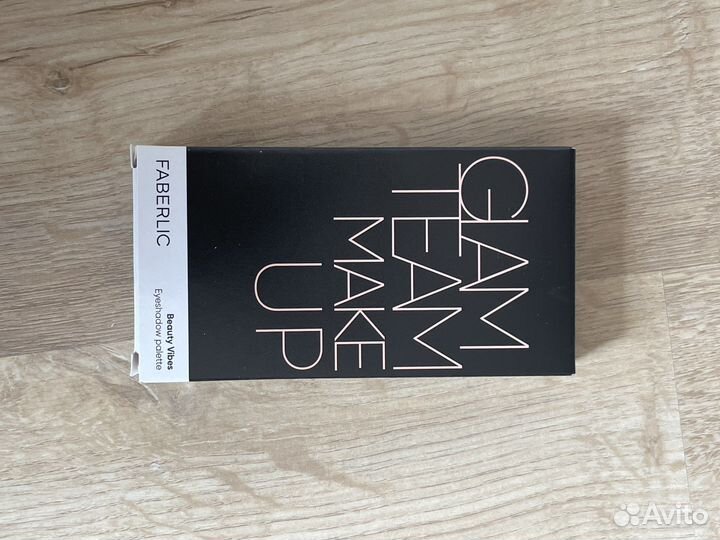 GLAM
TEAM
MAKE
UP
FABERLIC
Beauty Vibes
Eyeshadow palette
Avito